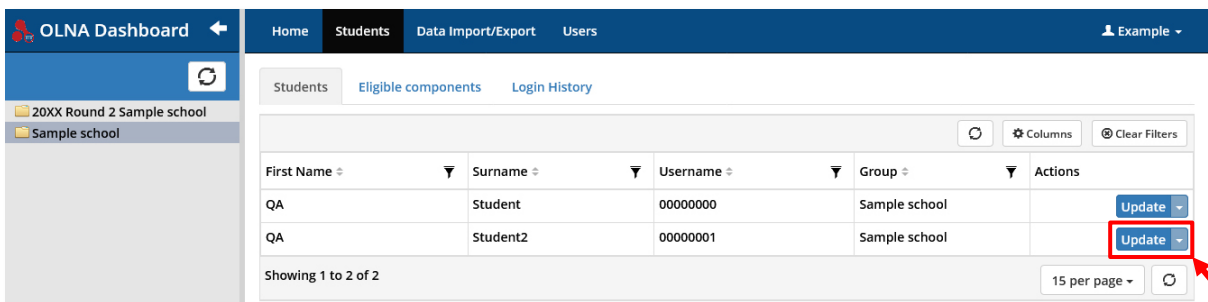 OLNA Dashboard
Home Students Data Import/Export Users Example
Students Eligible components Login History
20XX Round 2 Sample school
Sample school
Columns Clear Filters
First Name Surname Username Group Actions
QA Student 00000000 Sample school Update
QA Student2 00000001 Sample school Update
Showing 1 to 2 of 2
15 per page